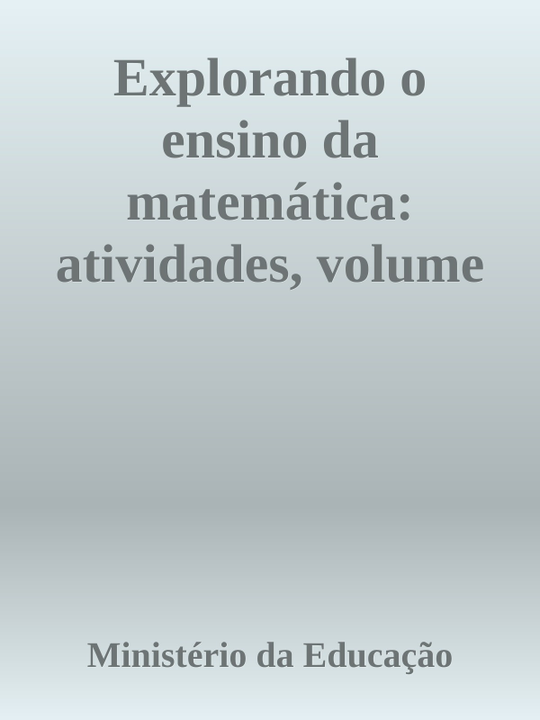 Explorando o
ensino da
matemática:
atividades, volume
Ministério da Educação